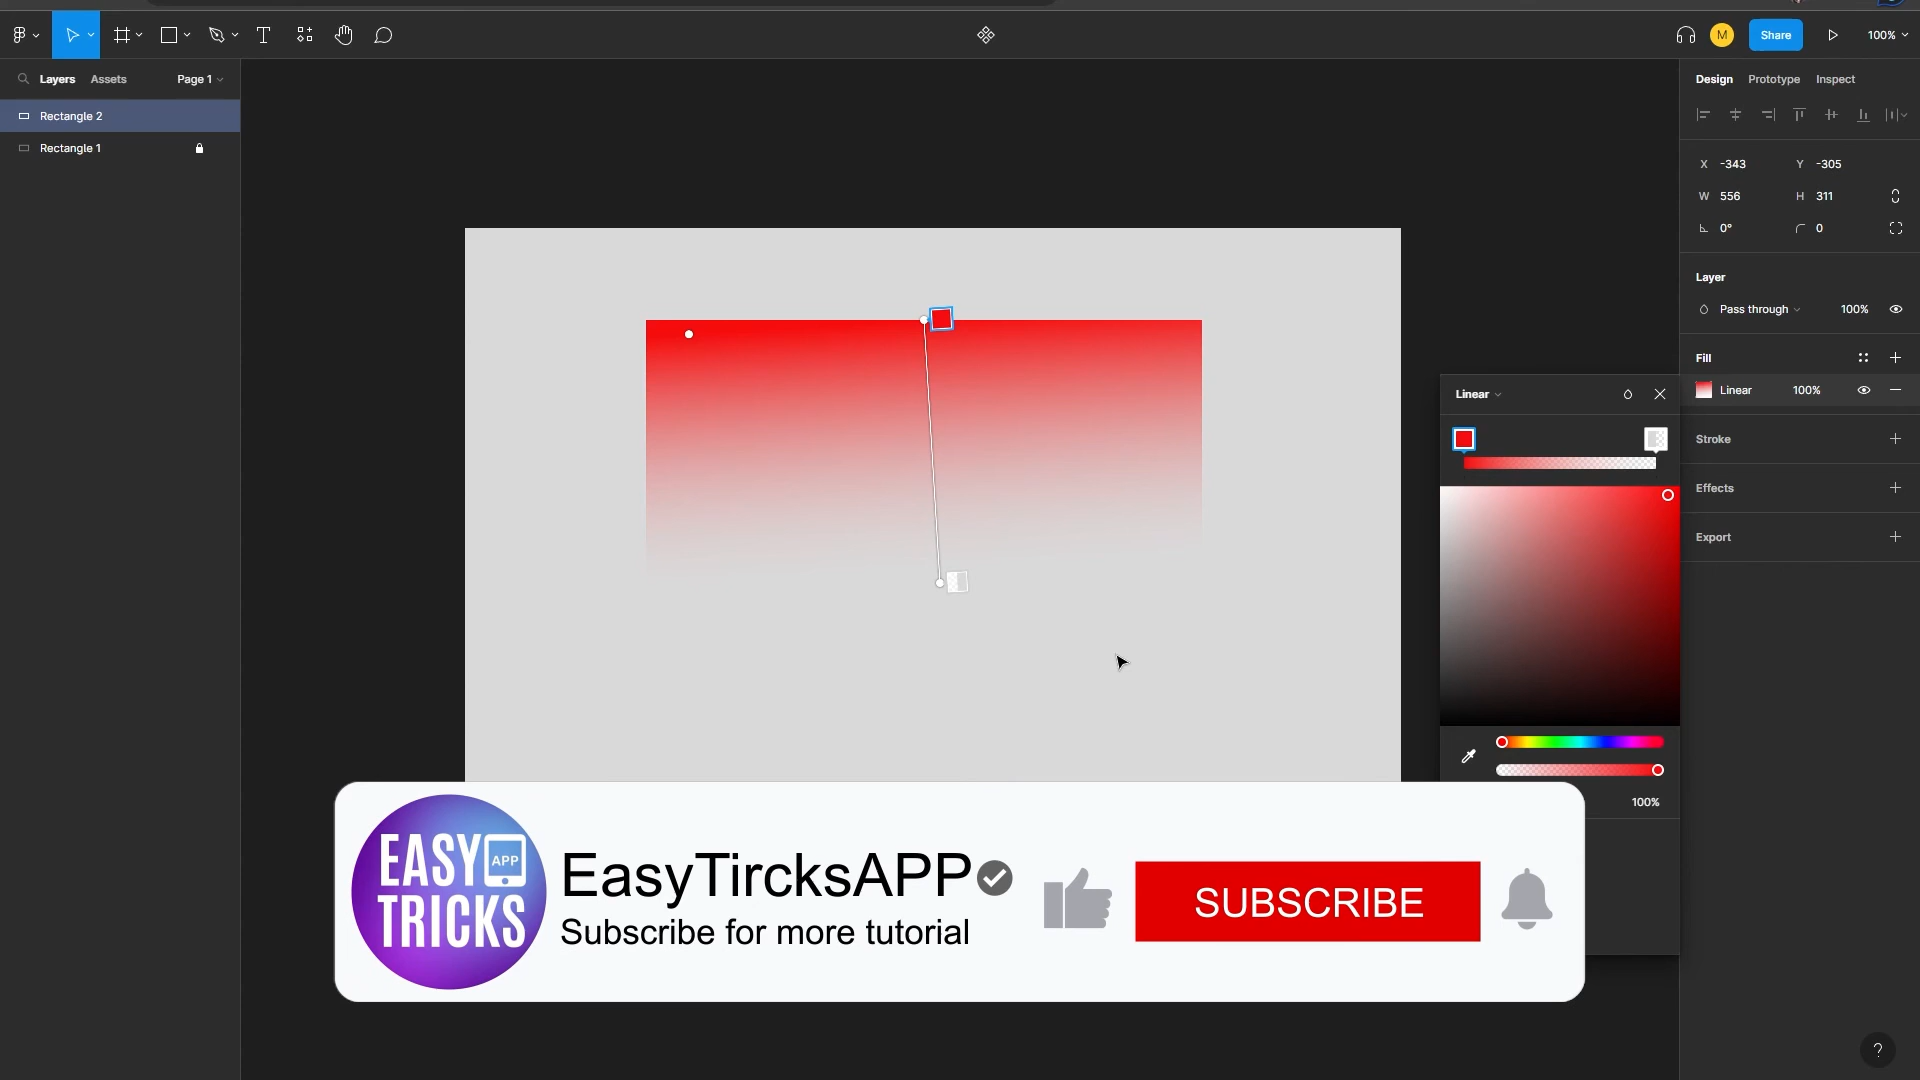 M
Share
100%
Layers
Assets
Page 1
Design
Prototype
Inspect
Rectangle 2
Rectangle 1
X -343
Y -305
W 556
H 311
0°
0
Layer
Pass through
100%
Fill
Linear
100%
Linear
Stroke
Effects
Export
100%
EASY
APP
TRICKS
EasyTircksAPP
Subscribe for more tutorial
SUBSCRIBE
?